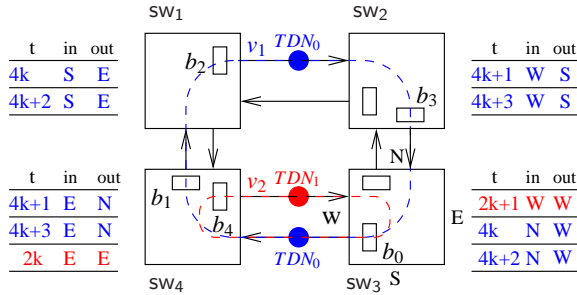 sw1 sw2
t in out
4k S E
4k+2 S E
v1 TDN0
b2
b3
t in out
4k+1 W S
4k+3 W S
N
t in out
4k+1 E N
4k+3 E N
2k E E
b1
v2 TDN1
b4
W
TDN0
b0
E
S
t in out
2k+1 W W
4k N W
4k+2 N W
sw4 sw3